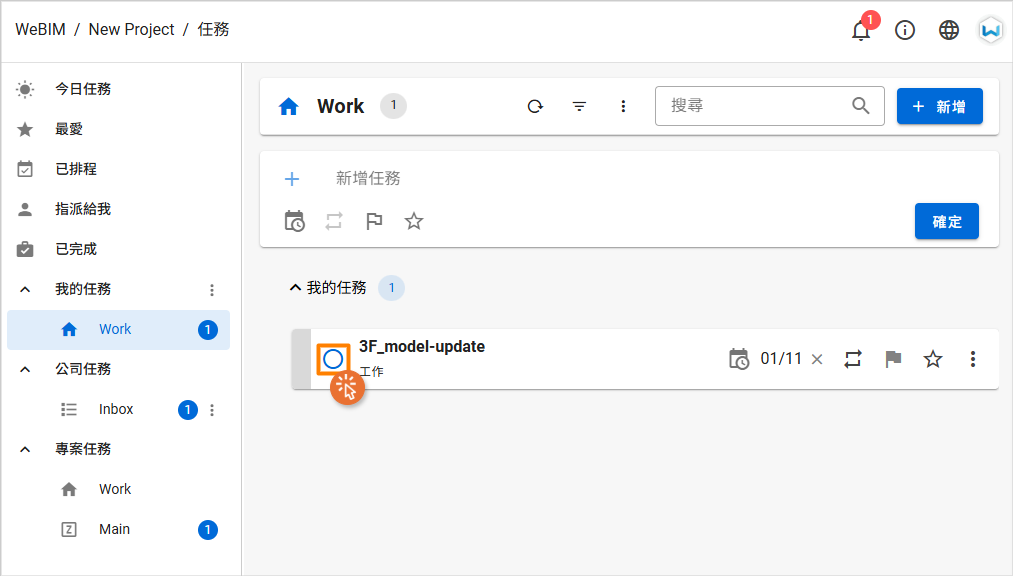 WeBIM / New Project / 任務
1
今日任務
最愛
已排程
指派給我
已完成
我的任務
Work 1
公司任務
Inbox 1
專案任務
Work
Main 1
Work 1
搜尋
+ 新增
+ 新增任務
確定
我的任務 1
3F_model-update
工作
01/11 ×